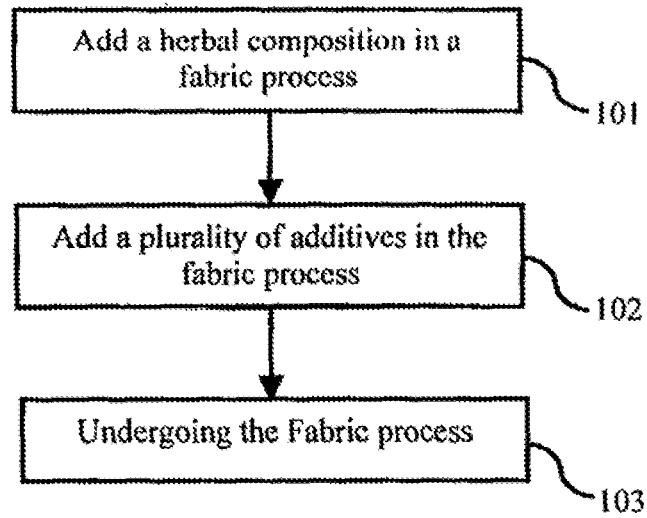 Add a herbal composition in a
fabric process
101
Add a plurality of additives in the
fabric process
102
Undergoing the Fabric process
103